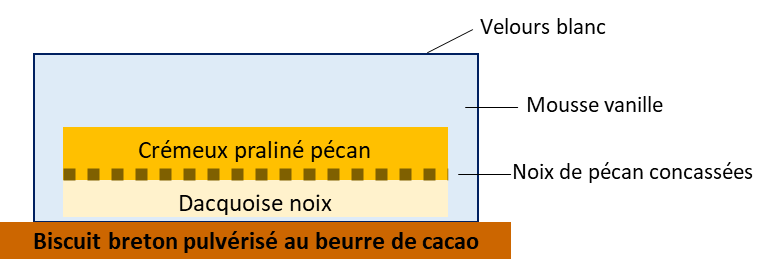 Velours blanc
Mousse vanille
Crémeux praliné pécan
Noix de pécan concassées
Dacquoise noix
Biscuit breton pulvérisé au beurre de cacao